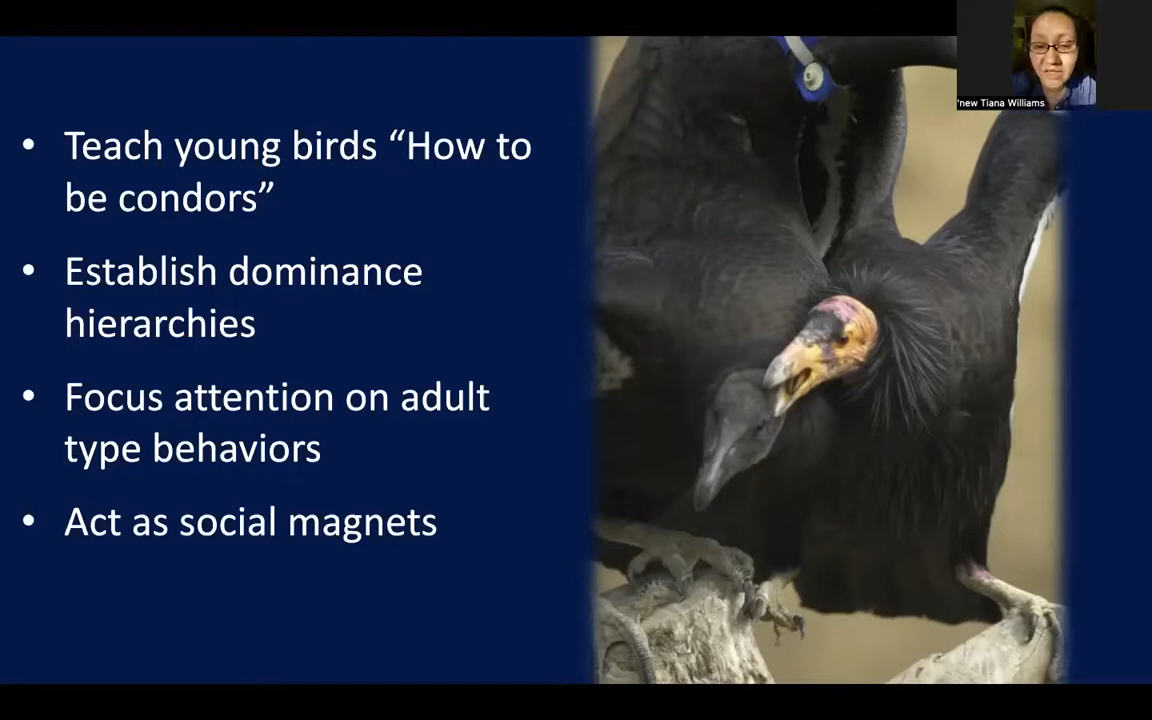 • Teach young birds “How to
be condors”
• Establish dominance
hierarchies
• Focus attention on adult
type behaviors
• Act as social magnets
'new Tiana Williams